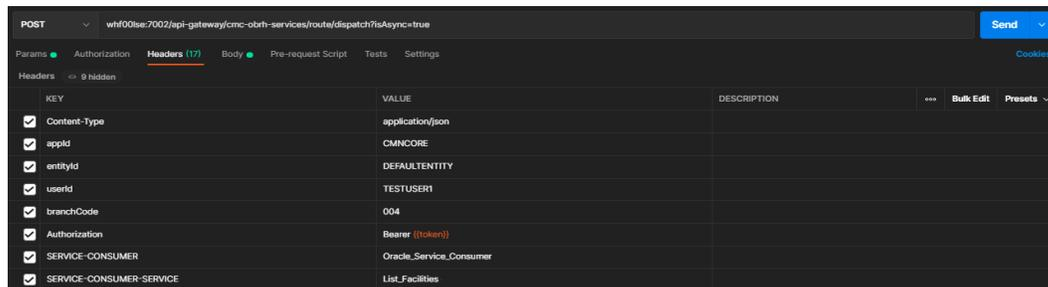 POST whf00lse:7002/api-gateway/cmc-obrh-services/route/dispatch?isAsync=true Send
Params Authorization Headers (17) Body Pre-request Script Tests Settings Cookies
Headers 9 hidden
KEY VALUE DESCRIPTION ooo Bulk Edit Presets
Content-Type application/json
appId CMNCORE
entityId DEFAULTENTITY
userId TESTUSER1
branchCode 004
Authorization Bearer {{token}}
SERVICE-CONSUMER Oracle_Service_Consumer
SERVICE-CONSUMER-SERVICE List_Facilities